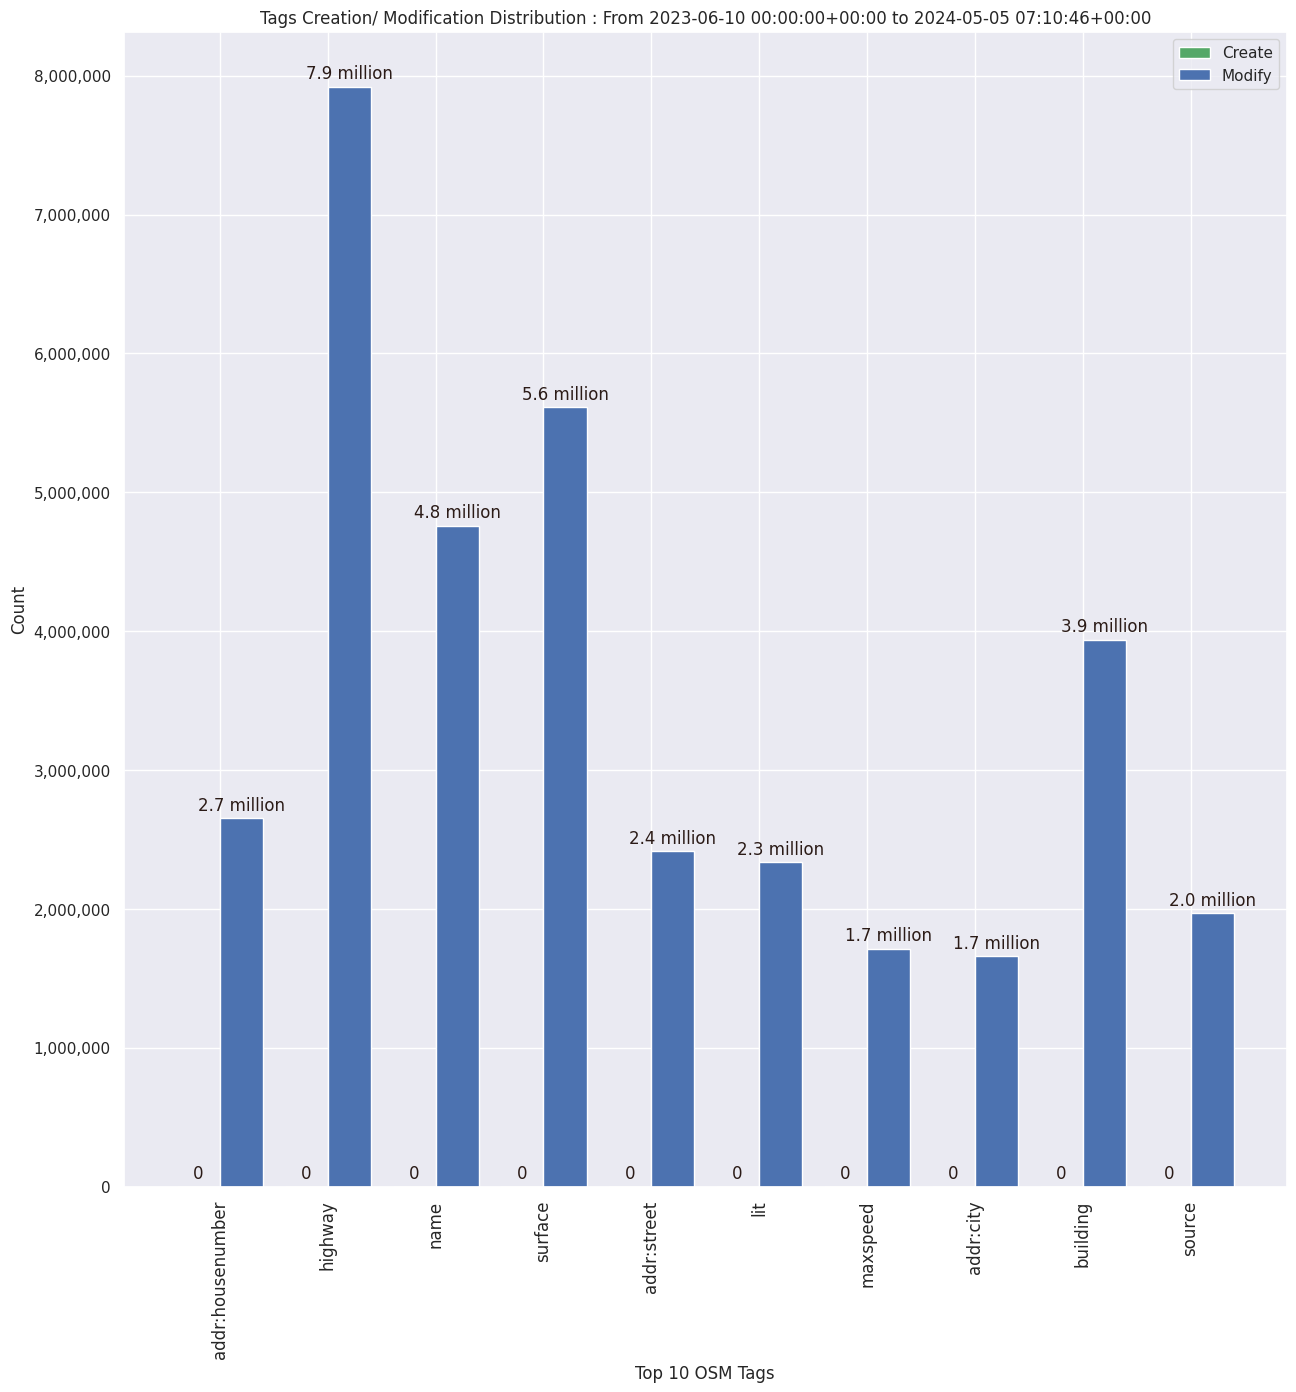 Tags Creation/ Modification Distribution : From 2023-06-10 00:00:00+00:00 to 2024-05-05 07:10:46+00:00
Create
Modify
8,000,000
7,000,000
6,000,000
5,000,000
4,000,000
3,000,000
2,000,000
1,000,000
0
Count
7.9 million
5.6 million
4.8 million
3.9 million
2.7 million
2.4 million
2.3 million
2.0 million
1.7 million
1.7 million
0
0
0
0
0
0
0
0
0
0
addr:housenumber
highway
name
surface
addr:street
lit
maxspeed
addr:city
building
source
Top 10 OSM Tags